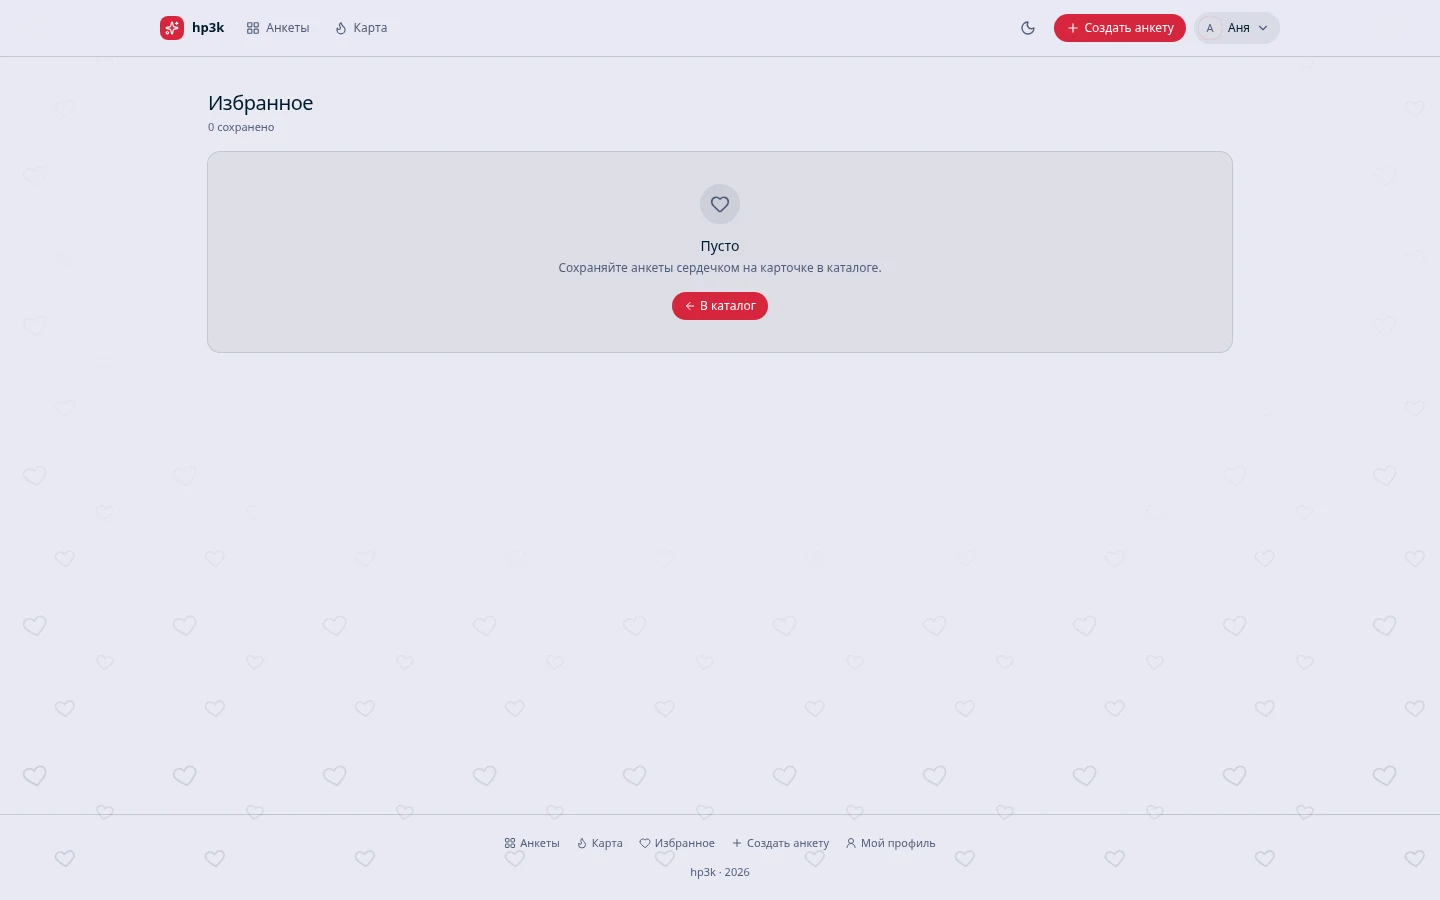 hp3k
Анкеты
Карта
Создать анкету
A
Аня
Избранное
0 сохранено
Пусто
Сохраняйте анкеты сердечком на карточке в каталоге.
В каталог
Анкеты
Карта
Избранное
Создать анкету
Мой профиль
hp3k · 2026